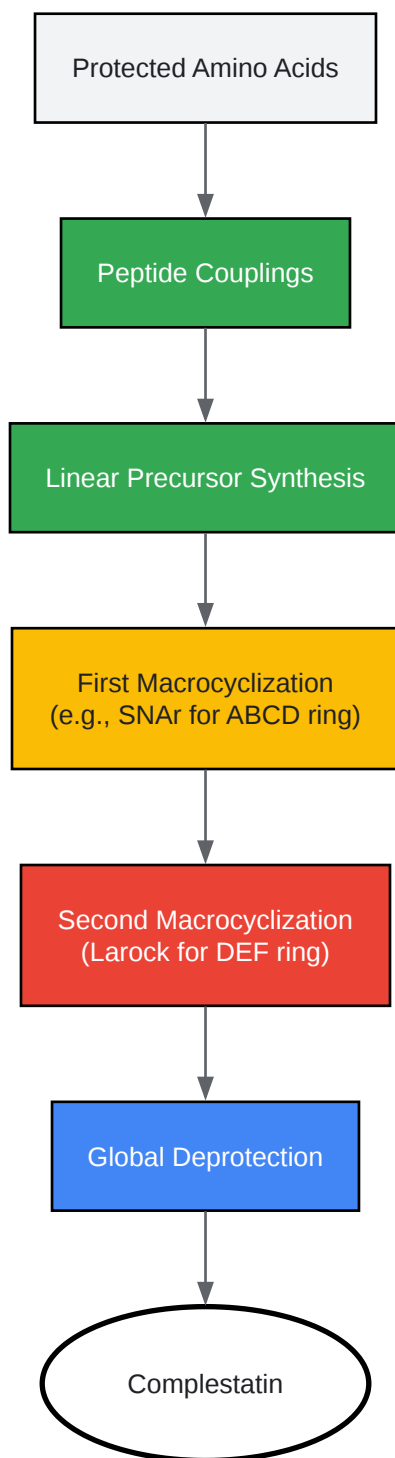 Protected Amino Acids
Peptide Couplings
Linear Precursor Synthesis
First Macrocyclization
(e.g., SNAr for ABCD ring)
Second Macrocyclization
(Larock for DEF ring)
Global Deprotection
Complestatin